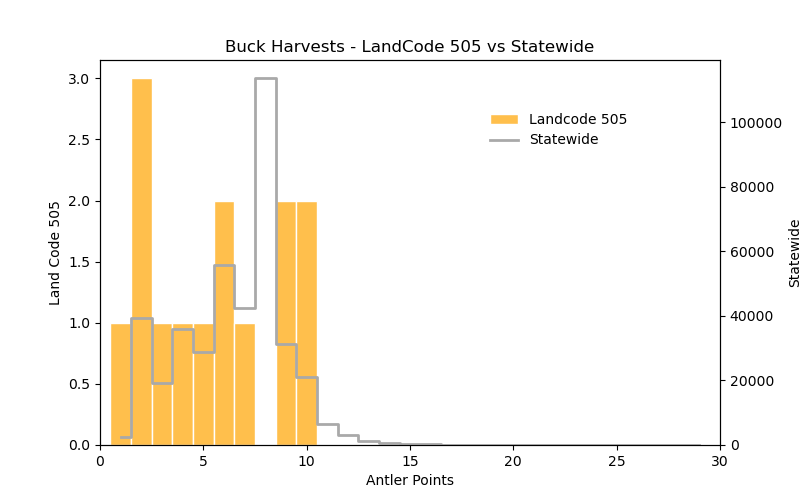 Buck Harvests - LandCode 505 vs Statewide
3.0
2.5
2.0
1.5
1.0
0.5
0.0
Land Code 505
Landcode 505
Statewide
100000
80000
60000
40000
20000
0
Statewide
0 5 10 15 20 25 30
Antler Points